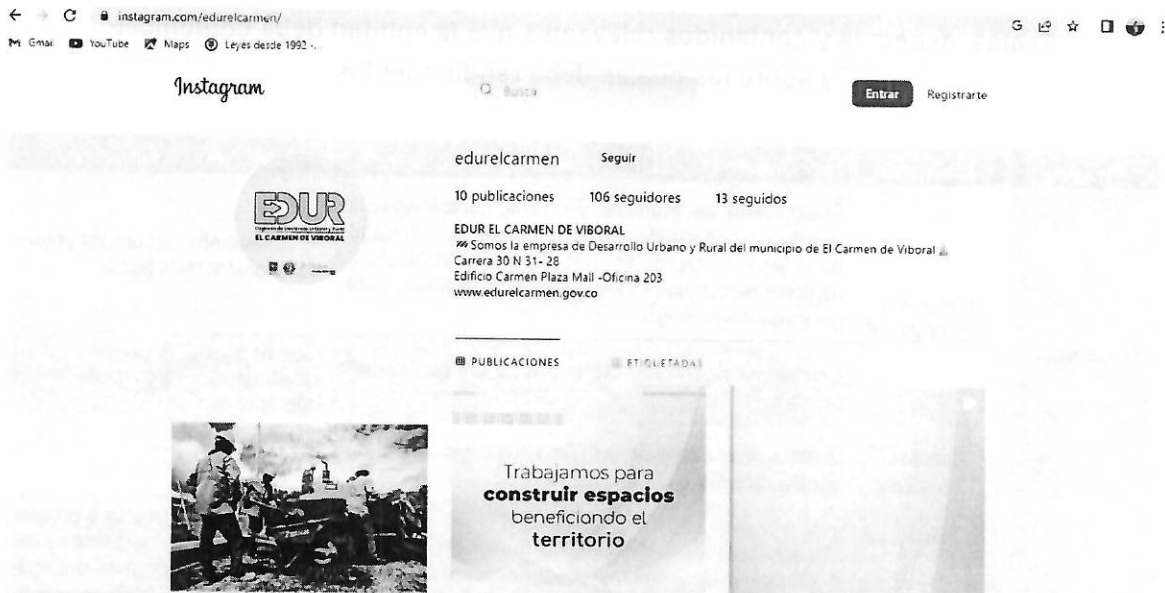 instagram.com/edurelcarmen/
Gmail YouTube Maps Leyes desde 1992 -..
Instagram
Busca
Entrar
Registrarte
edurelcarmen
Seguir
10 publicaciones 106 seguidores 13 seguidos
EDUR
EL CARMEN DE VIBORAL
EDUR EL CARMEN DE VIBORAL
Somos la empresa de Desarrollo Urbano y Rural del municipio de El Carmen de Viboral
Carrera 30 N 31- 28
Edificio Carmen Plaza Mall -Oficina 203
www.edurelcarmen.gov.co
PUBLICACIONES ETIQUETADAS
Trabajamos para
construir espacios
beneficiando el
territorio